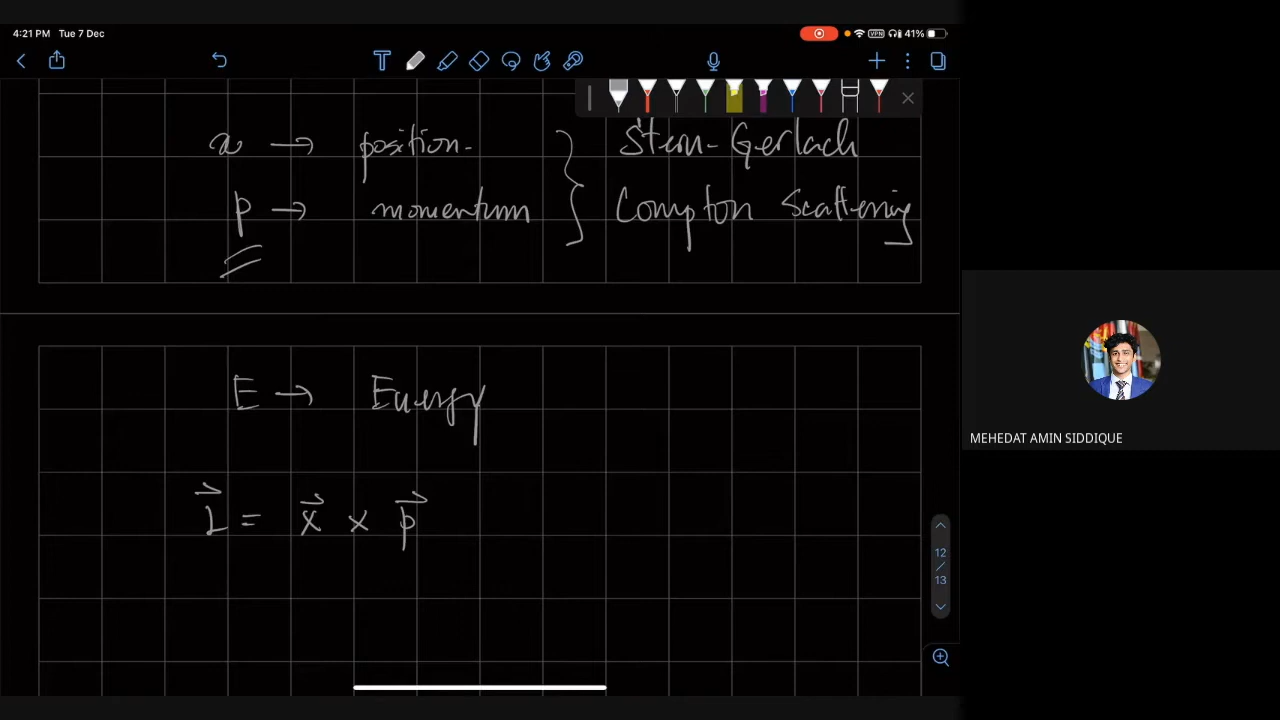 4:21 PM Tue 7 Dec
VPN 41%
x → position. } Stern-Gerlach
p → momentum } Compton Scattering
E → Energy
L⃗ = x⃗ × p⃗
12
/
13
MEHEDAT AMIN SIDDIQUE